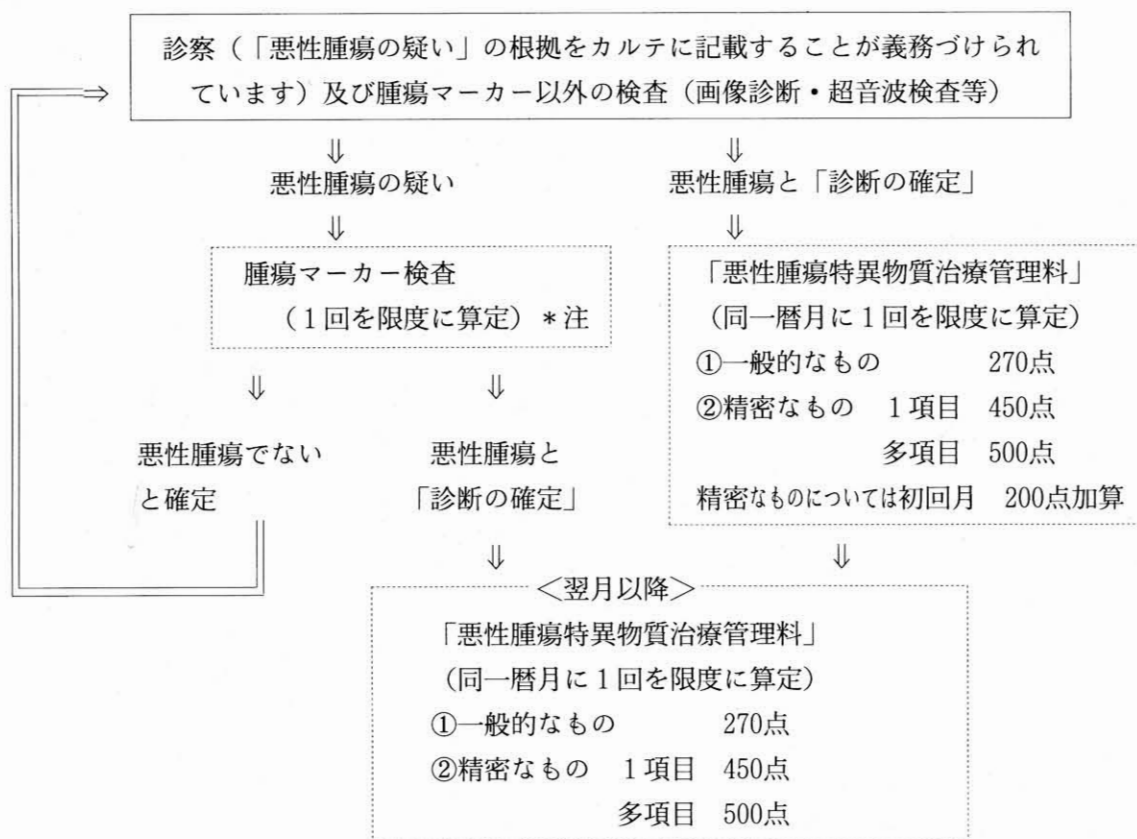 診察（「悪性腫瘍の疑い」の根拠をカルテに記載することが義務づけられ
ています）及び腫瘍マーカー以外の検査（画像診断・超音波検査等）
悪性腫瘍の疑い
悪性腫瘍と「診断の確定」
腫瘍マーカー検査
（1回を限度に算定）＊注
「悪性腫瘍特異物質治療管理料」
（同一暦月に1回を限度に算定）
①一般的なもの 270点
②精密なもの 1項目 450点
多項目 500点
精密なものについては初回月 200点加算
悪性腫瘍でない
と確定
悪性腫瘍と
「診断の確定」
＜翌月以降＞
「悪性腫瘍特異物質治療管理料」
（同一暦月に1回を限度に算定）
①一般的なもの 270点
②精密なもの 1項目 450点
多項目 500点